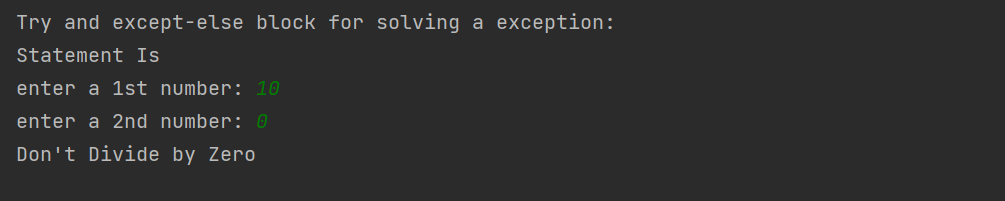 Try and except-else block for solving a exception:
Statement Is
enter a 1st number: 10
enter a 2nd number: 0
Don't Divide by Zero